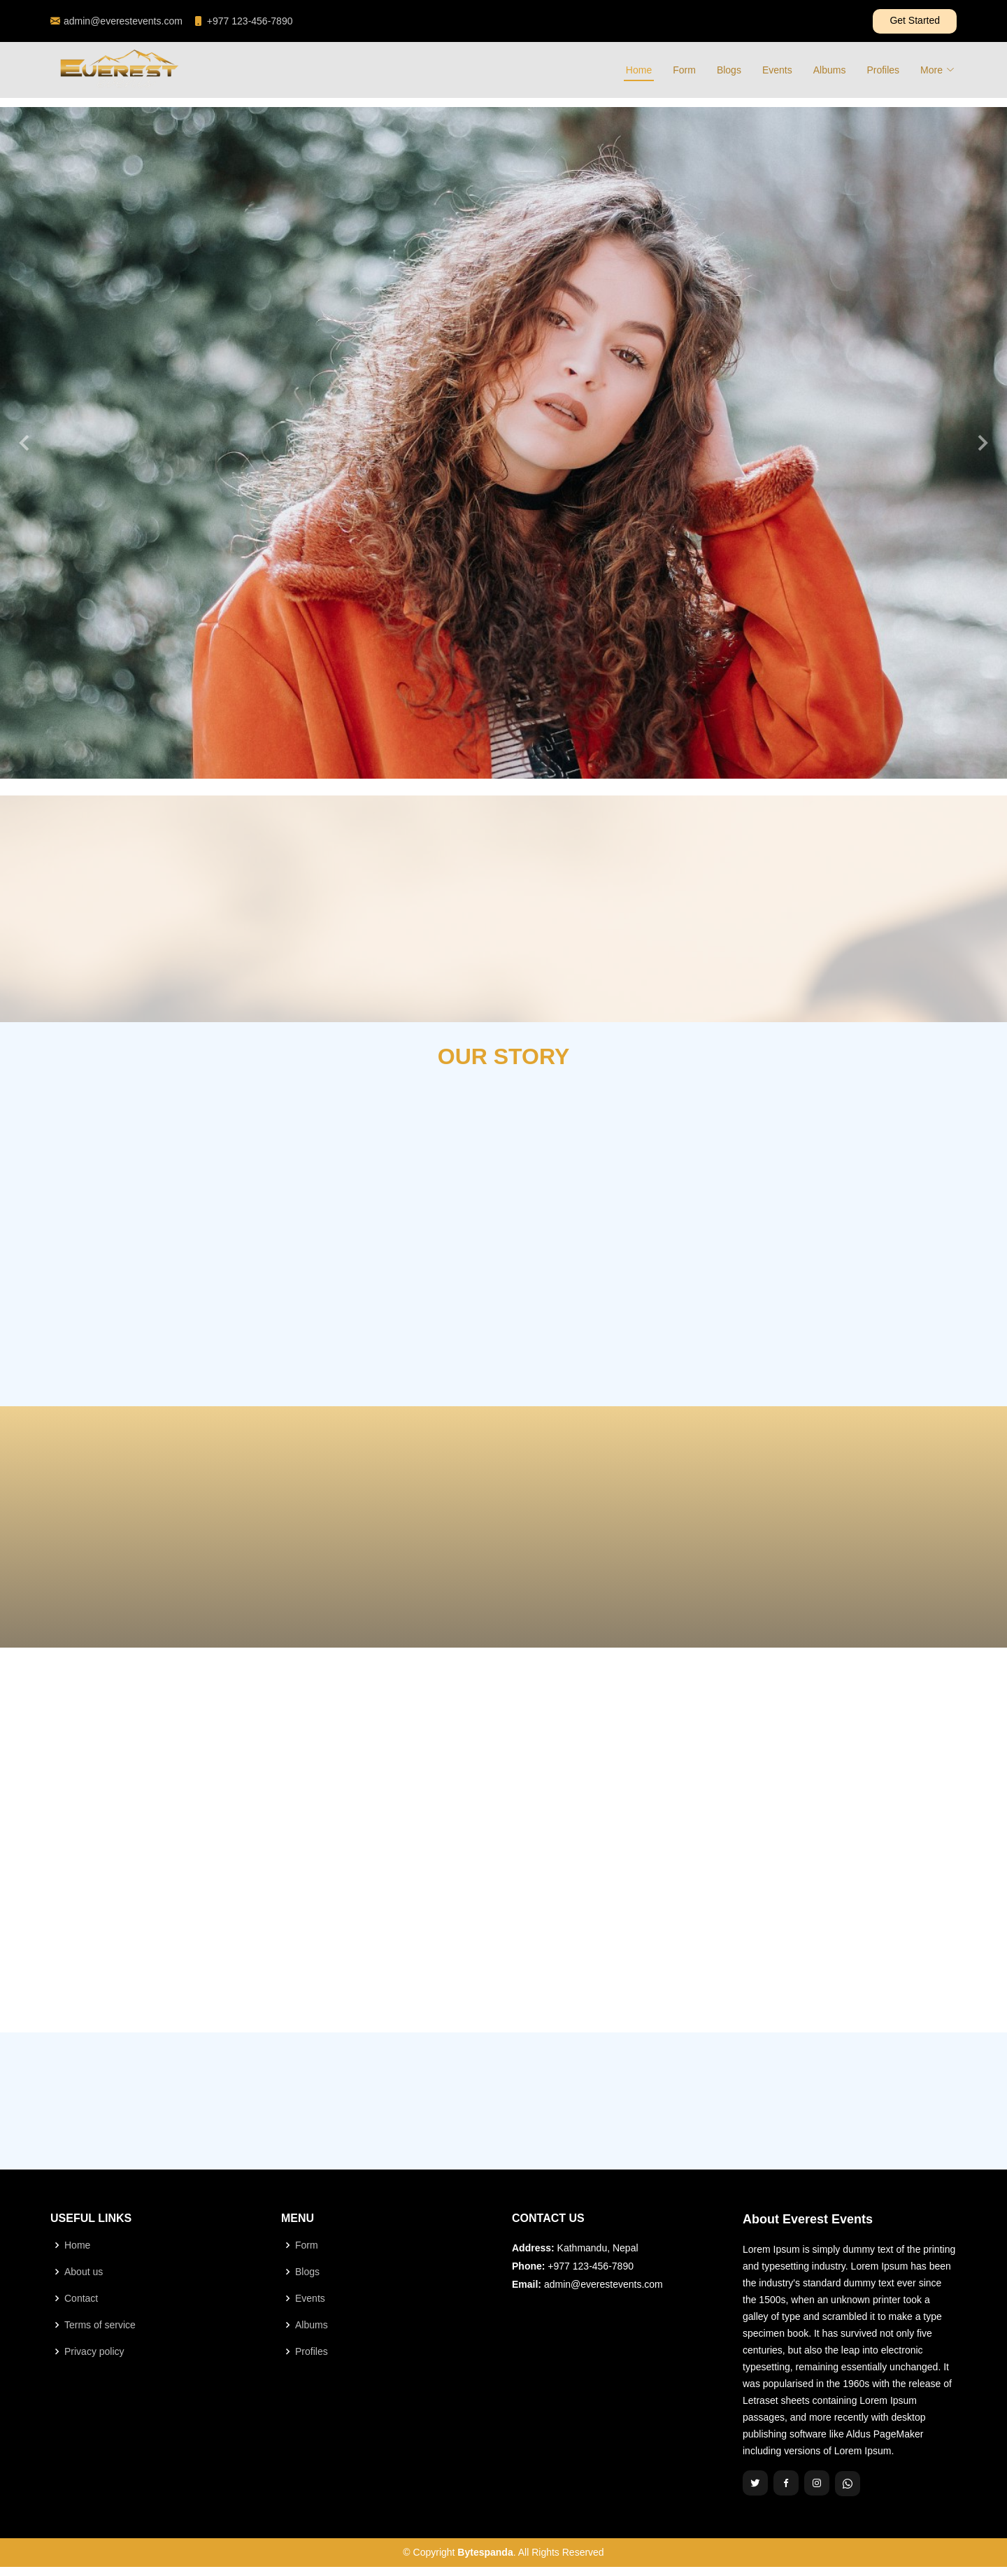 admin@everestevents.com +977 123-456-7890 Get Started
EVEREST
Home Form Blogs Events Albums Profiles More
OUR STORY
USEFUL LINKS
Home
About us
Contact
Terms of service
Privacy policy
MENU
Form
Blogs
Events
Albums
Profiles
CONTACT US
Address: Kathmandu, Nepal
Phone: +977 123-456-7890
Email: admin@everestevents.com
About Everest Events
Lorem Ipsum is simply dummy text of the printing
and typesetting industry. Lorem Ipsum has been
the industry's standard dummy text ever since
the 1500s, when an unknown printer took a
galley of type and scrambled it to make a type
specimen book. It has survived not only five
centuries, but also the leap into electronic
typesetting, remaining essentially unchanged. It
was popularised in the 1960s with the release of
Letraset sheets containing Lorem Ipsum
passages, and more recently with desktop
publishing software like Aldus PageMaker
including versions of Lorem Ipsum.
© Copyright Bytespanda. All Rights Reserved